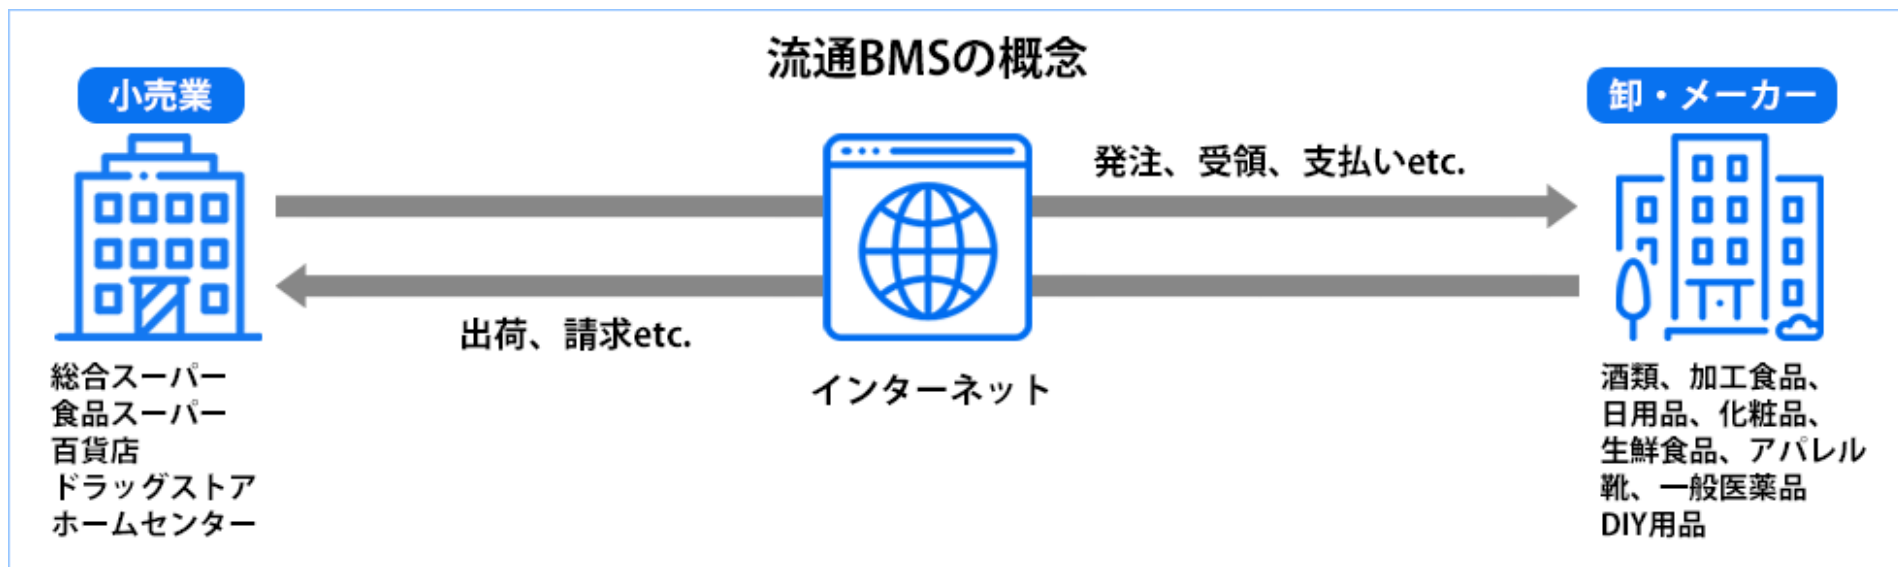 流通BMSの概念
小売業
卸・メーカー
発注、受領、支払いetc.
出荷、請求etc.
インターネット
総合スーパー
食品スーパー
百貨店
ドラッグストア
ホームセンター
酒類、加工食品、
日用品、化粧品、
生鮮食品、アパレル
靴、一般医薬品
DIY用品